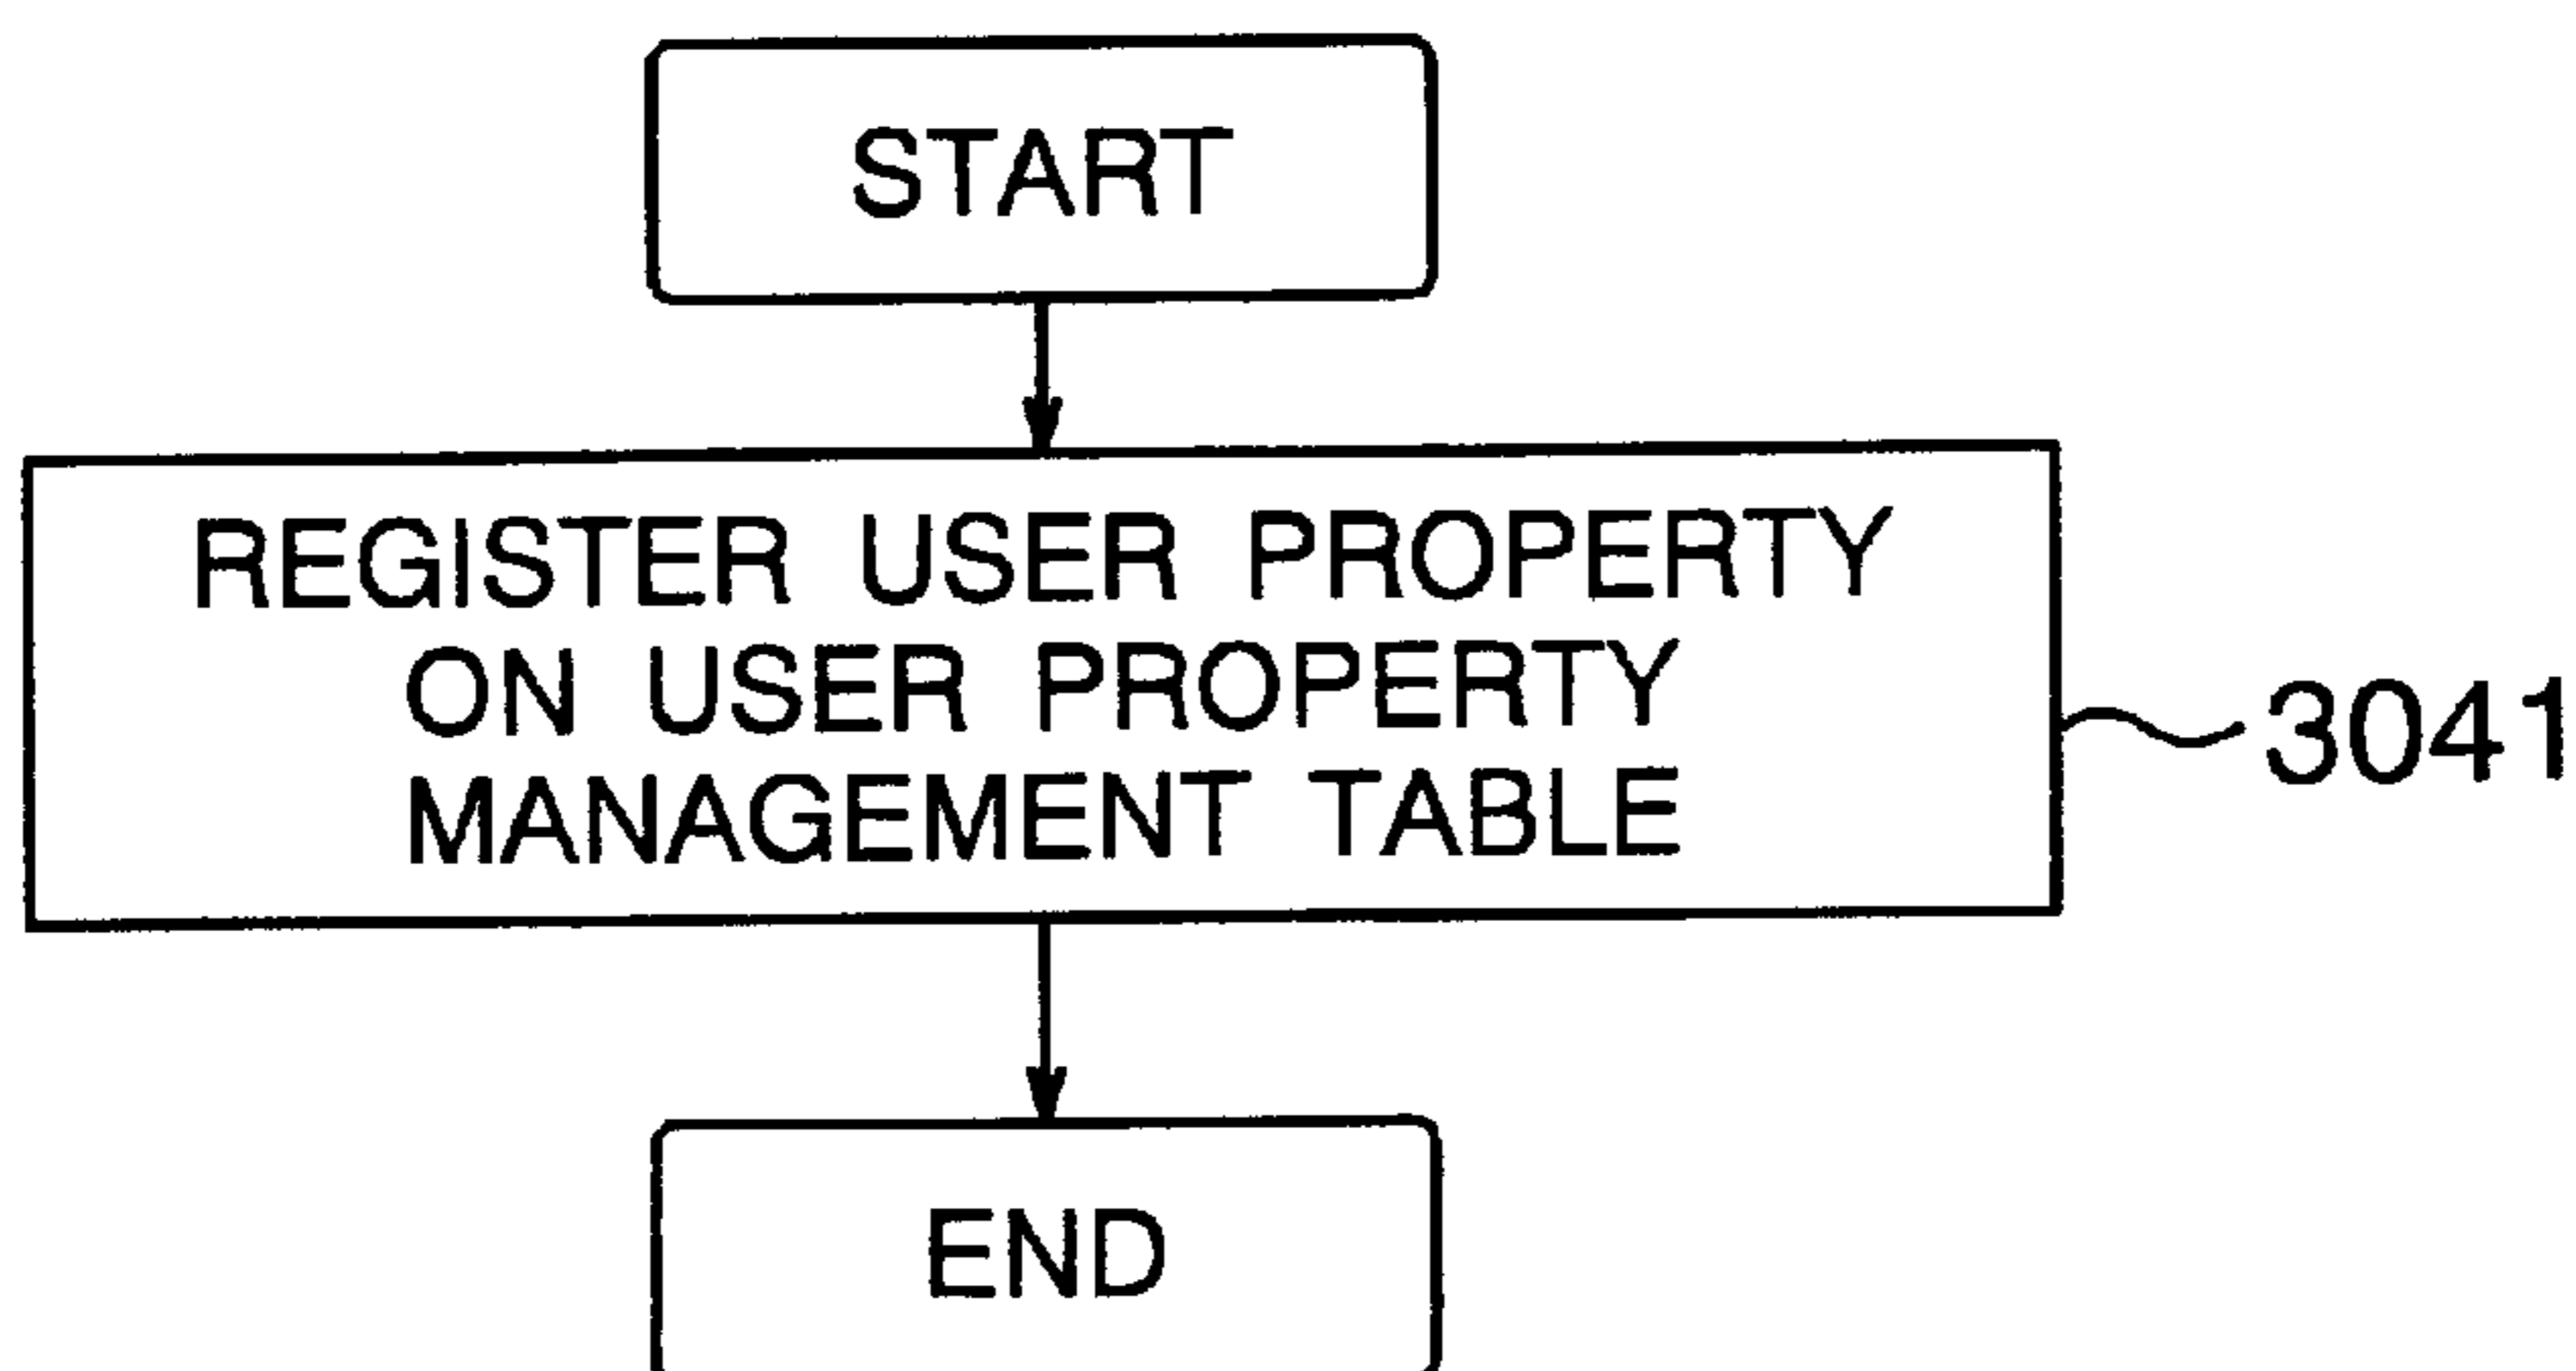 START
REGISTER USER PROPERTY
ON USER PROPERTY
MANAGEMENT TABLE
3041
END